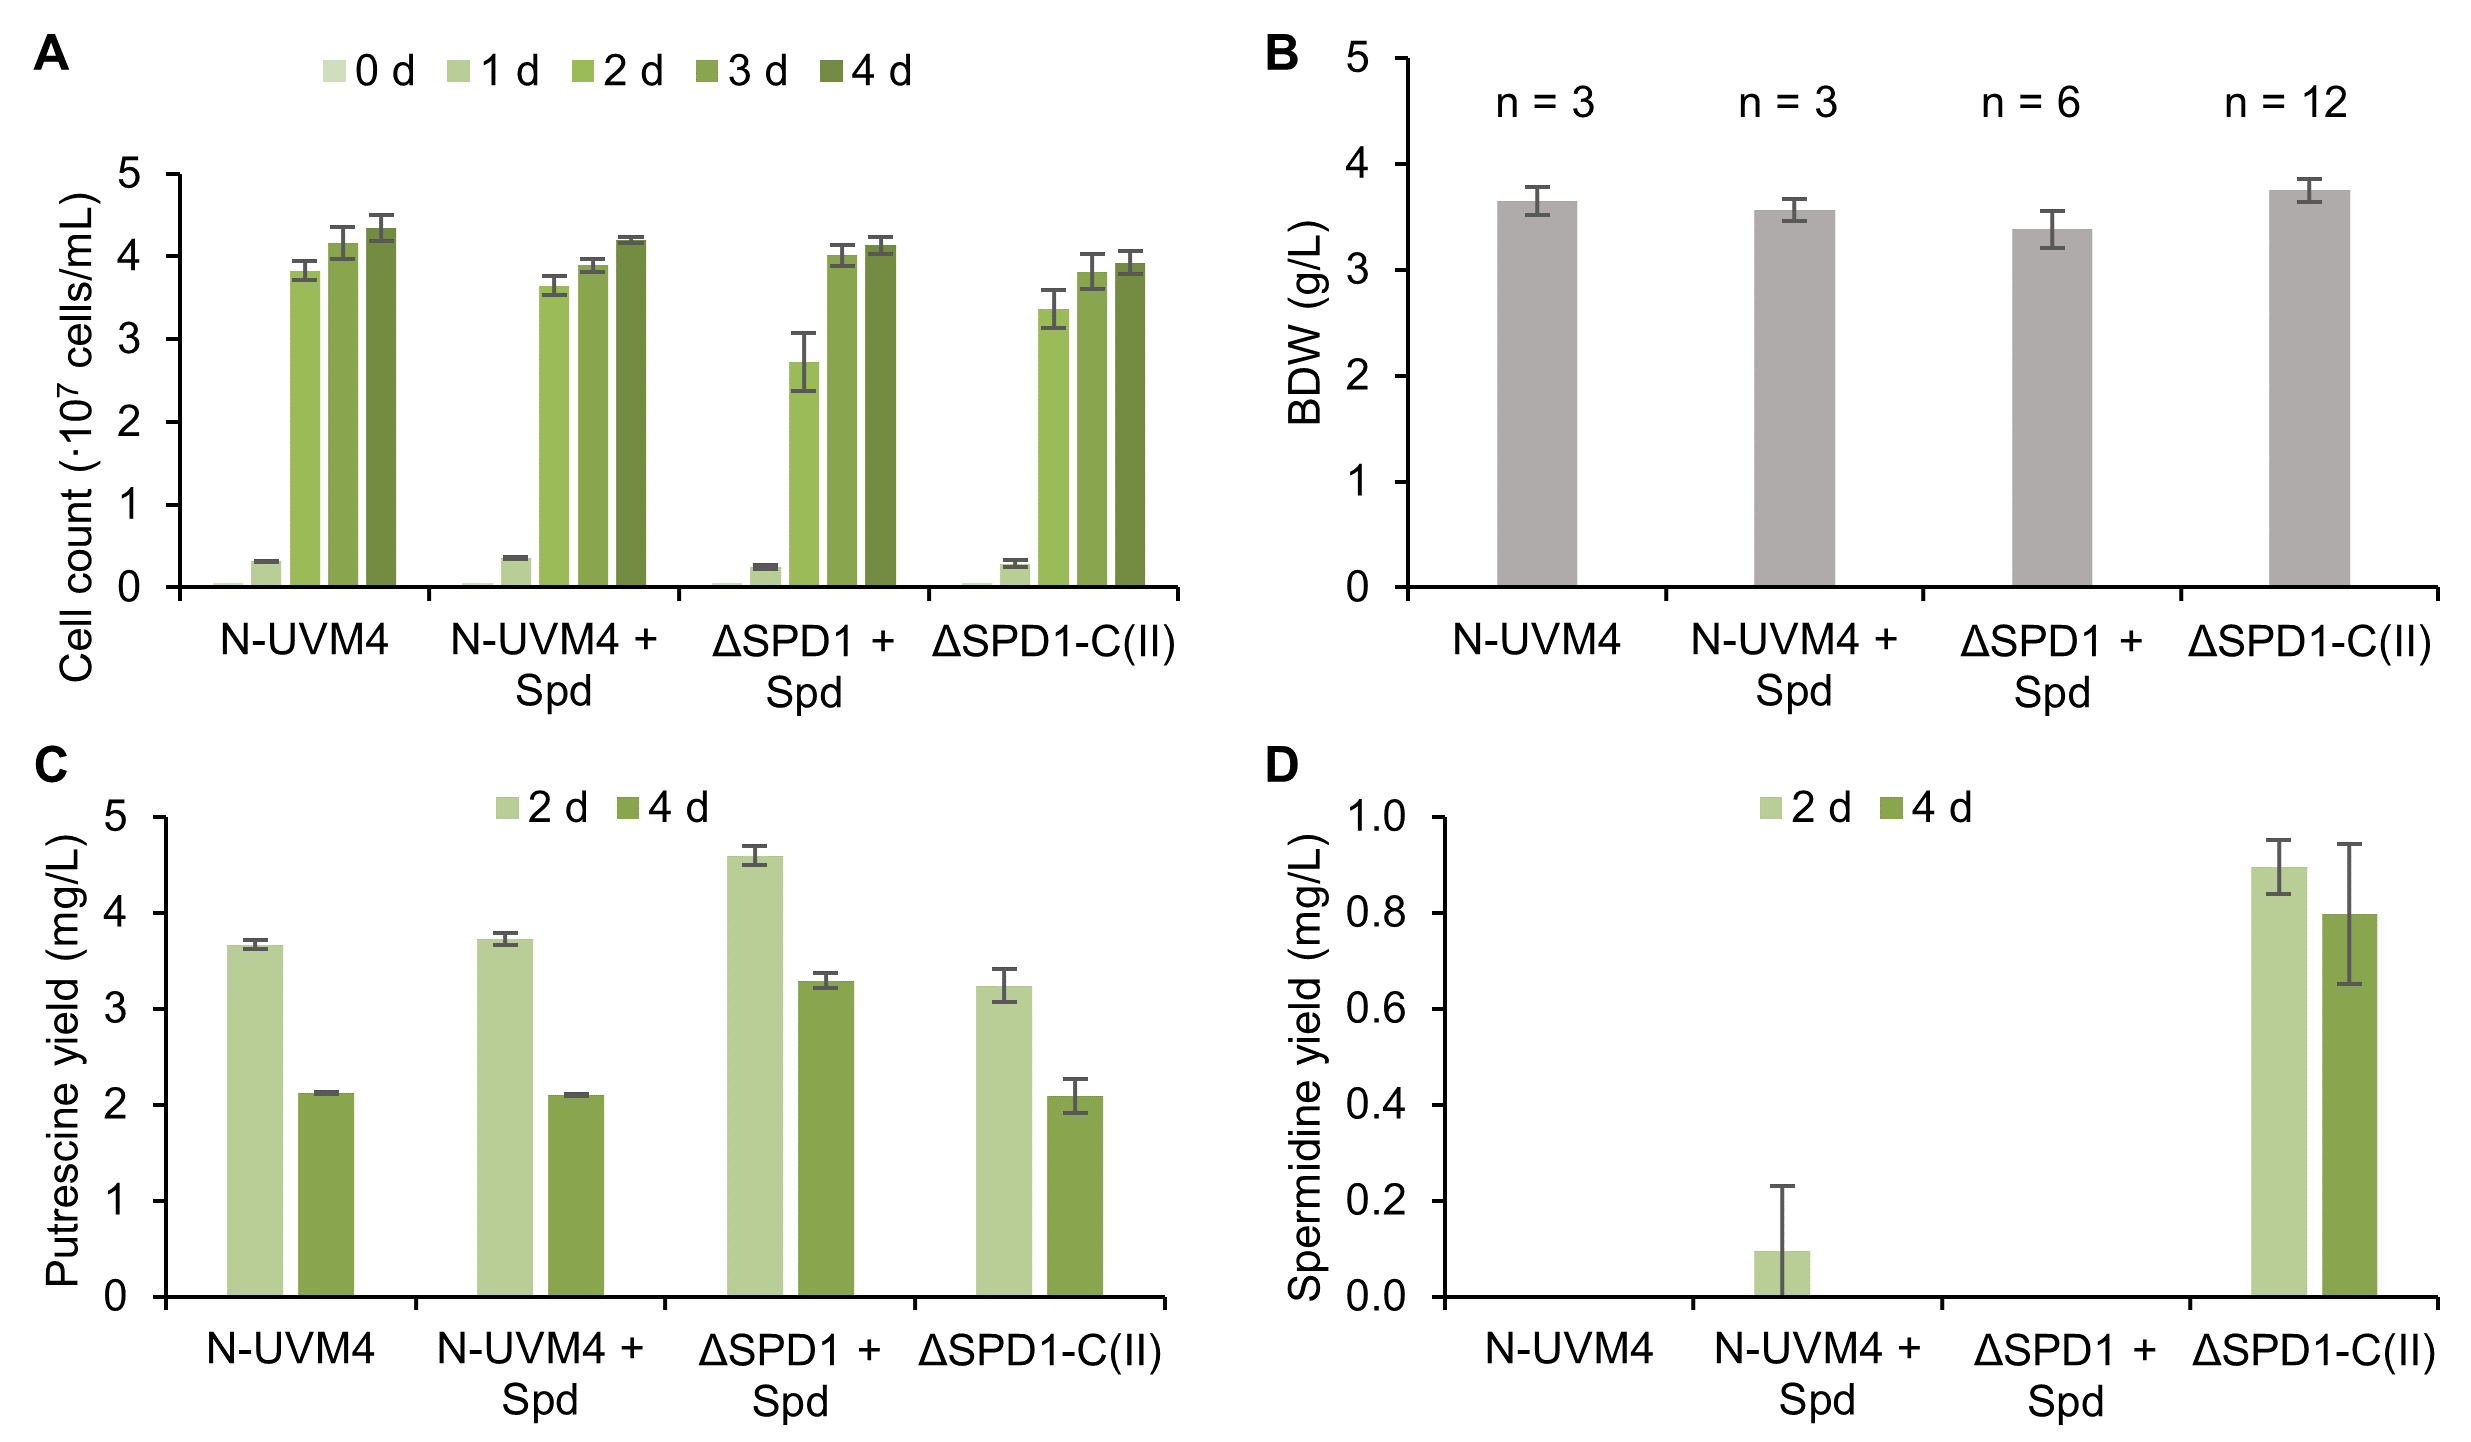 A
0 d 1 d 2 d 3 d 4 d
Cell count (·10⁷ cells/mL)
5
4
3
2
1
0
N-UVM4
N-UVM4 +
Spd
ΔSPD1 +
Spd
ΔSPD1-C(II)
B
n = 3 n = 3 n = 6 n = 12
BDW (g/L)
5
4
3
2
1
0
N-UVM4
N-UVM4 +
Spd
ΔSPD1 +
Spd
ΔSPD1-C(II)
C
2 d 4 d
Putrescine yield (mg/L)
5
4
3
2
1
0
N-UVM4
N-UVM4 +
Spd
ΔSPD1 +
Spd
ΔSPD1-C(II)
D
2 d 4 d
Spermidine yield (mg/L)
1.0
0.8
0.6
0.4
0.2
0.0
N-UVM4
N-UVM4 +
Spd
ΔSPD1 +
Spd
ΔSPD1-C(II)